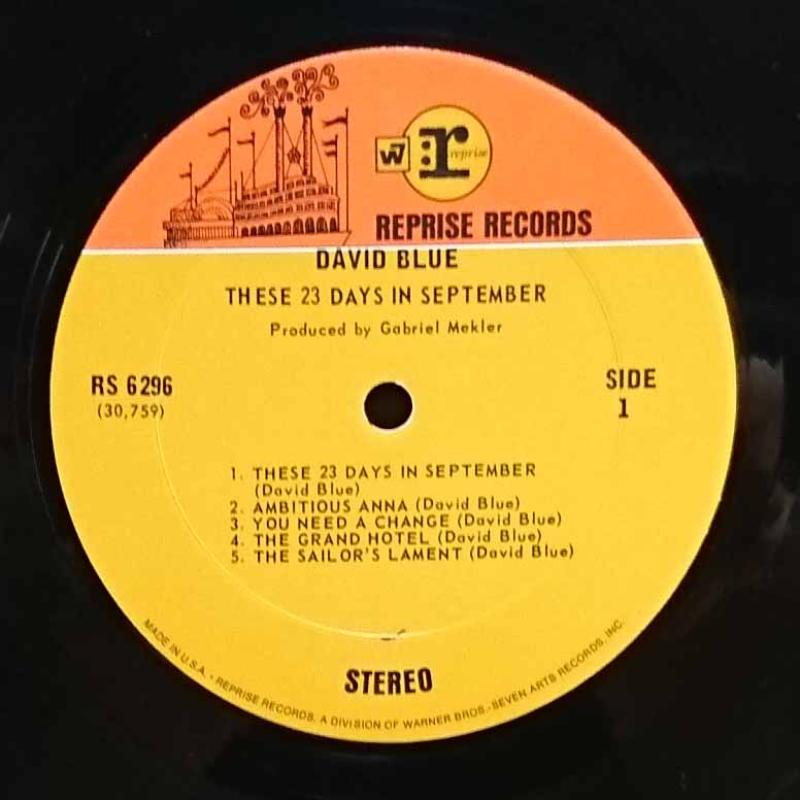 W7
r:
reprise
REPRISE RECORDS
DAVID BLUE
THESE 23 DAYS IN SEPTEMBER
Produced by Gabriel Mekler
RS 6296
(30,759)
SIDE
1
1. THESE 23 DAYS IN SEPTEMBER
(David Blue)
2. AMBITIOUS ANNA (David Blue)
3. YOU NEED A CHANGE (David Blue)
4. THE GRAND HOTEL (David Blue)
5. THE SAILOR'S LAMENT (David Blue)
STEREO
MADE IN U.S.A. • REPRISE RECORDS, A DIVISION OF WARNER BROS.-SEVEN ARTS RECORDS, INC.